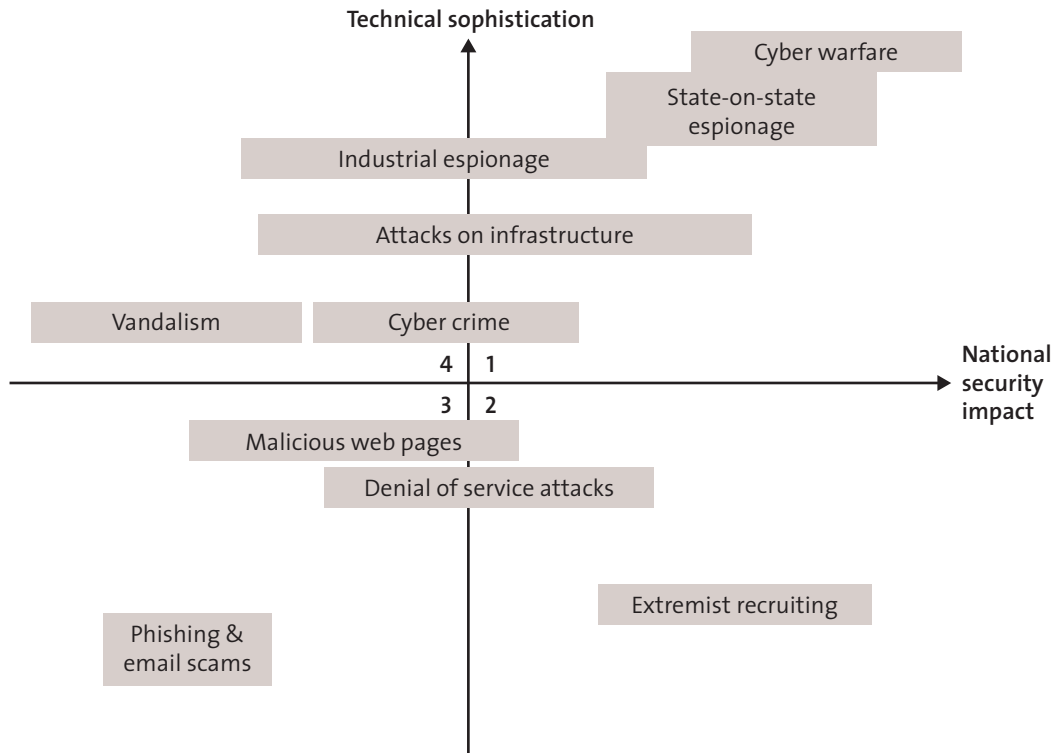 Technical sophistication
Cyber warfare
State-on-state
espionage
Industrial espionage
Attacks on infrastructure
Vandalism
Cyber crime
4 1
National
security
impact
3 2
Malicious web pages
Denial of service attacks
Extremist recruiting
Phishing &
email scams